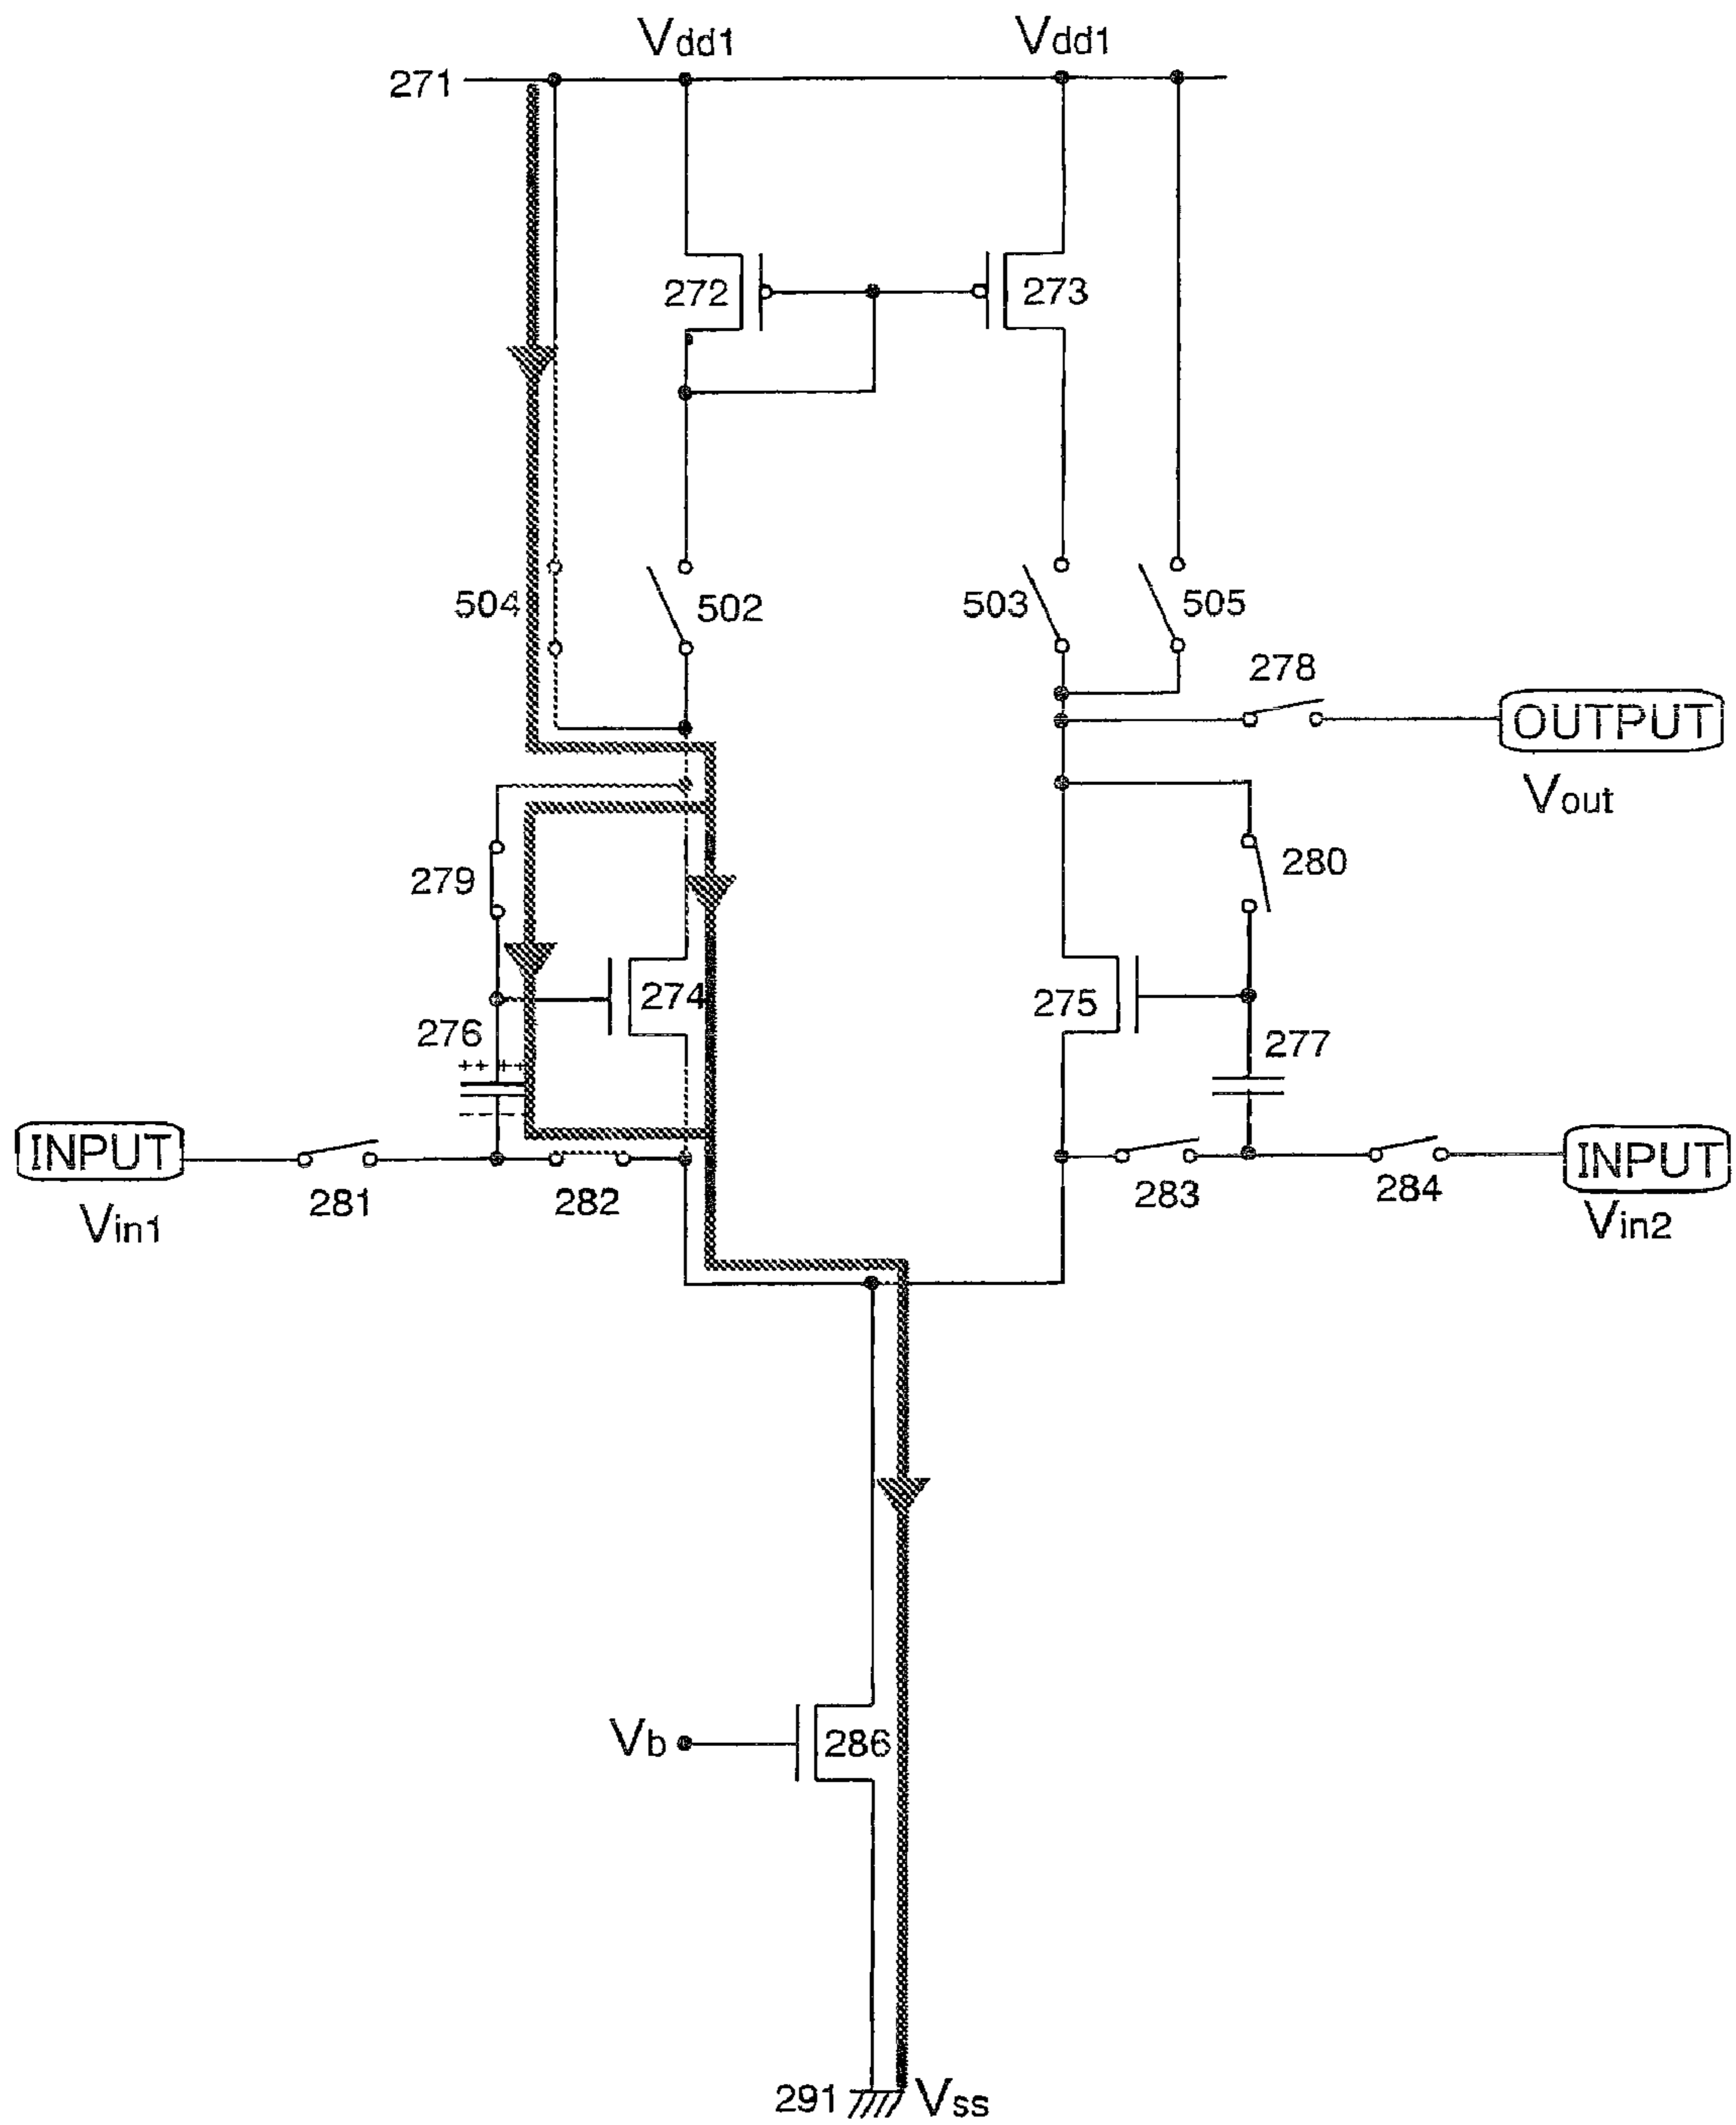 Vdd1 Vdd1
271
272 273
504 502 503 505
278
OUTPUT
Vout
279 280
274 275
276 277
++ ++
INPUT INPUT
281 282 283 284
Vin1 Vin2
Vb 286
291 Vss